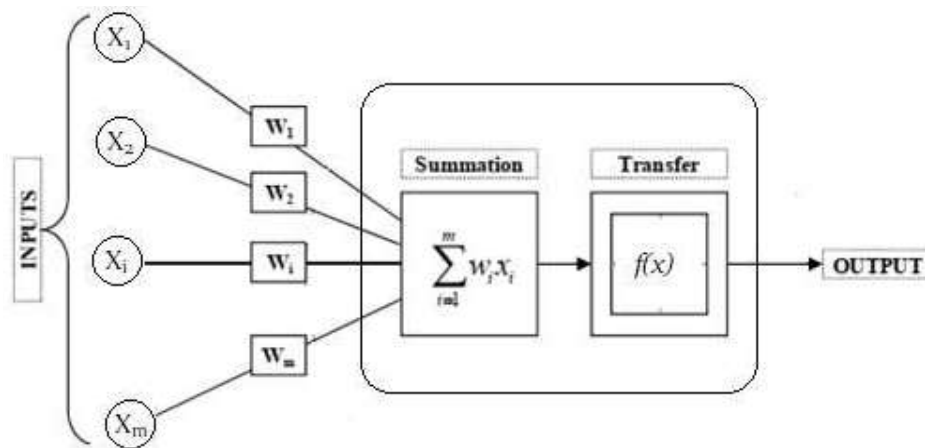 INPUTS
X₁
X₂
Xᵢ
Xₘ
W₁
W₂
Wᵢ
Wₘ
Summation
m
∑ wᵢxᵢ
i=1
Transfer
f(x)
OUTPUT